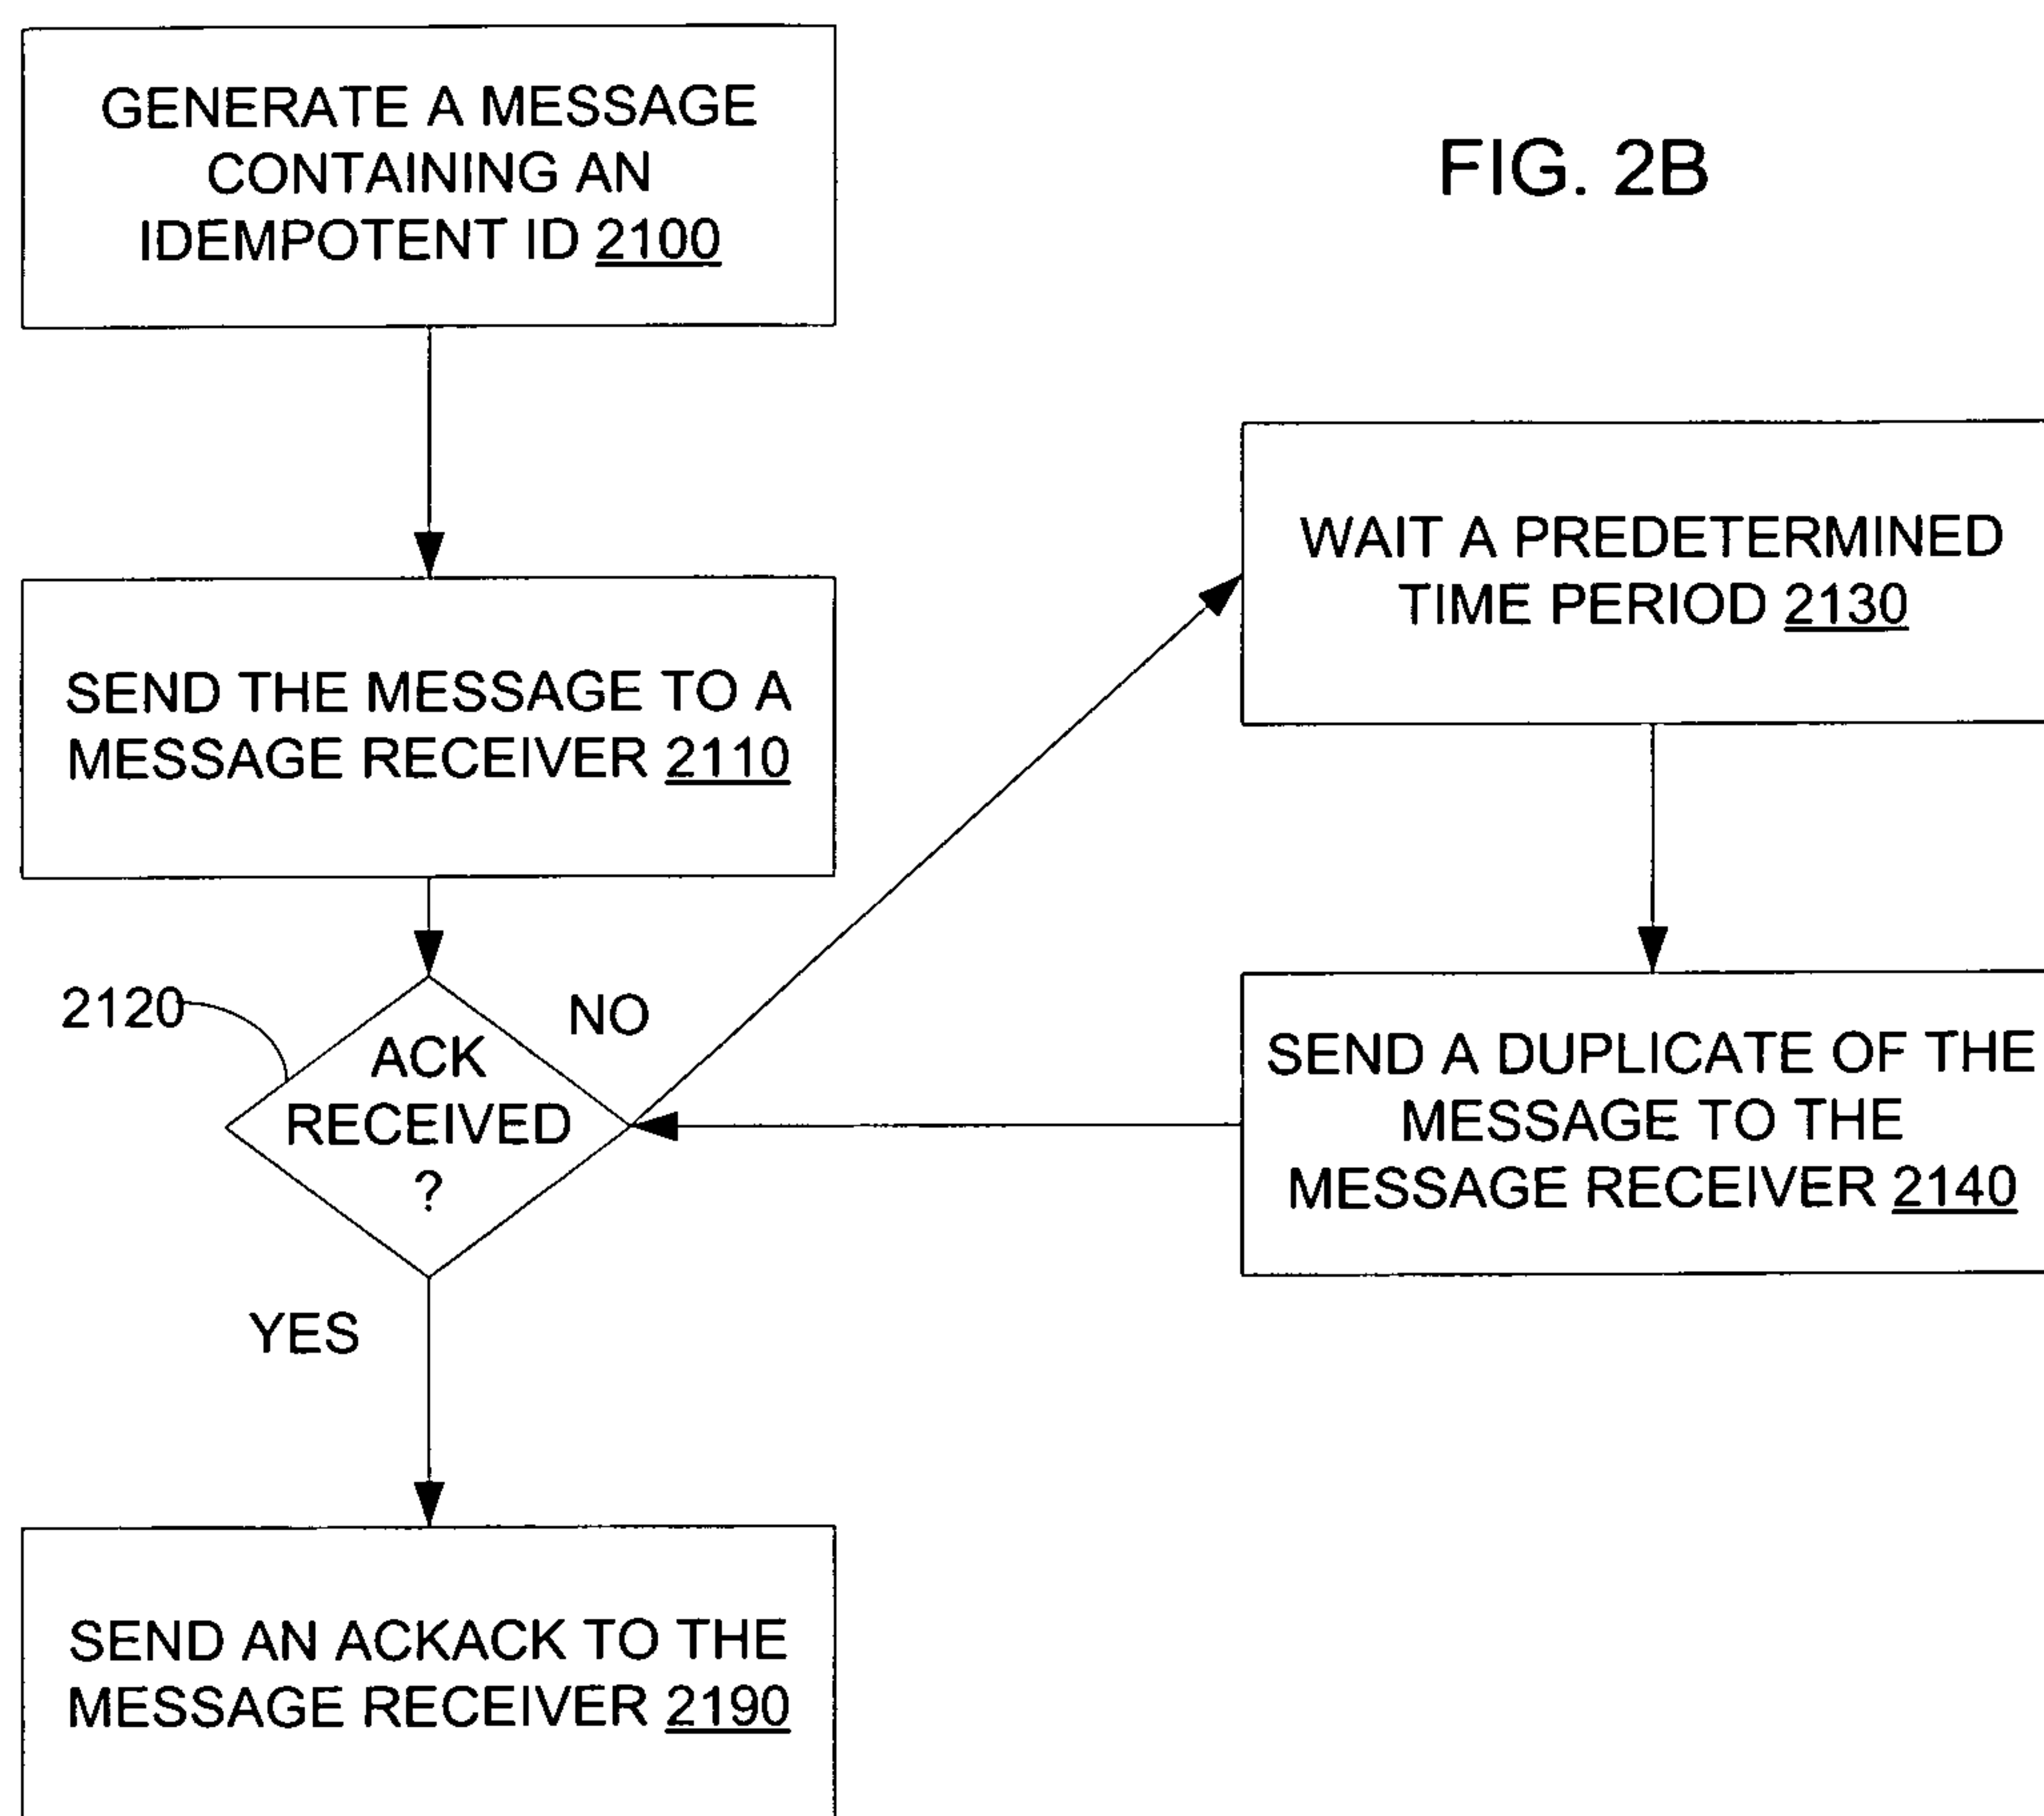 GENERATE A MESSAGE
CONTAINING AN
IDEMPOTENT ID 2100
FIG. 2B
WAIT A PREDETERMINED
TIME PERIOD 2130
SEND THE MESSAGE TO A
MESSAGE RECEIVER 2110
2120
NO
ACK
RECEIVED
?
SEND A DUPLICATE OF THE
MESSAGE TO THE
MESSAGE RECEIVER 2140
YES
SEND AN ACKACK TO THE
MESSAGE RECEIVER 2190